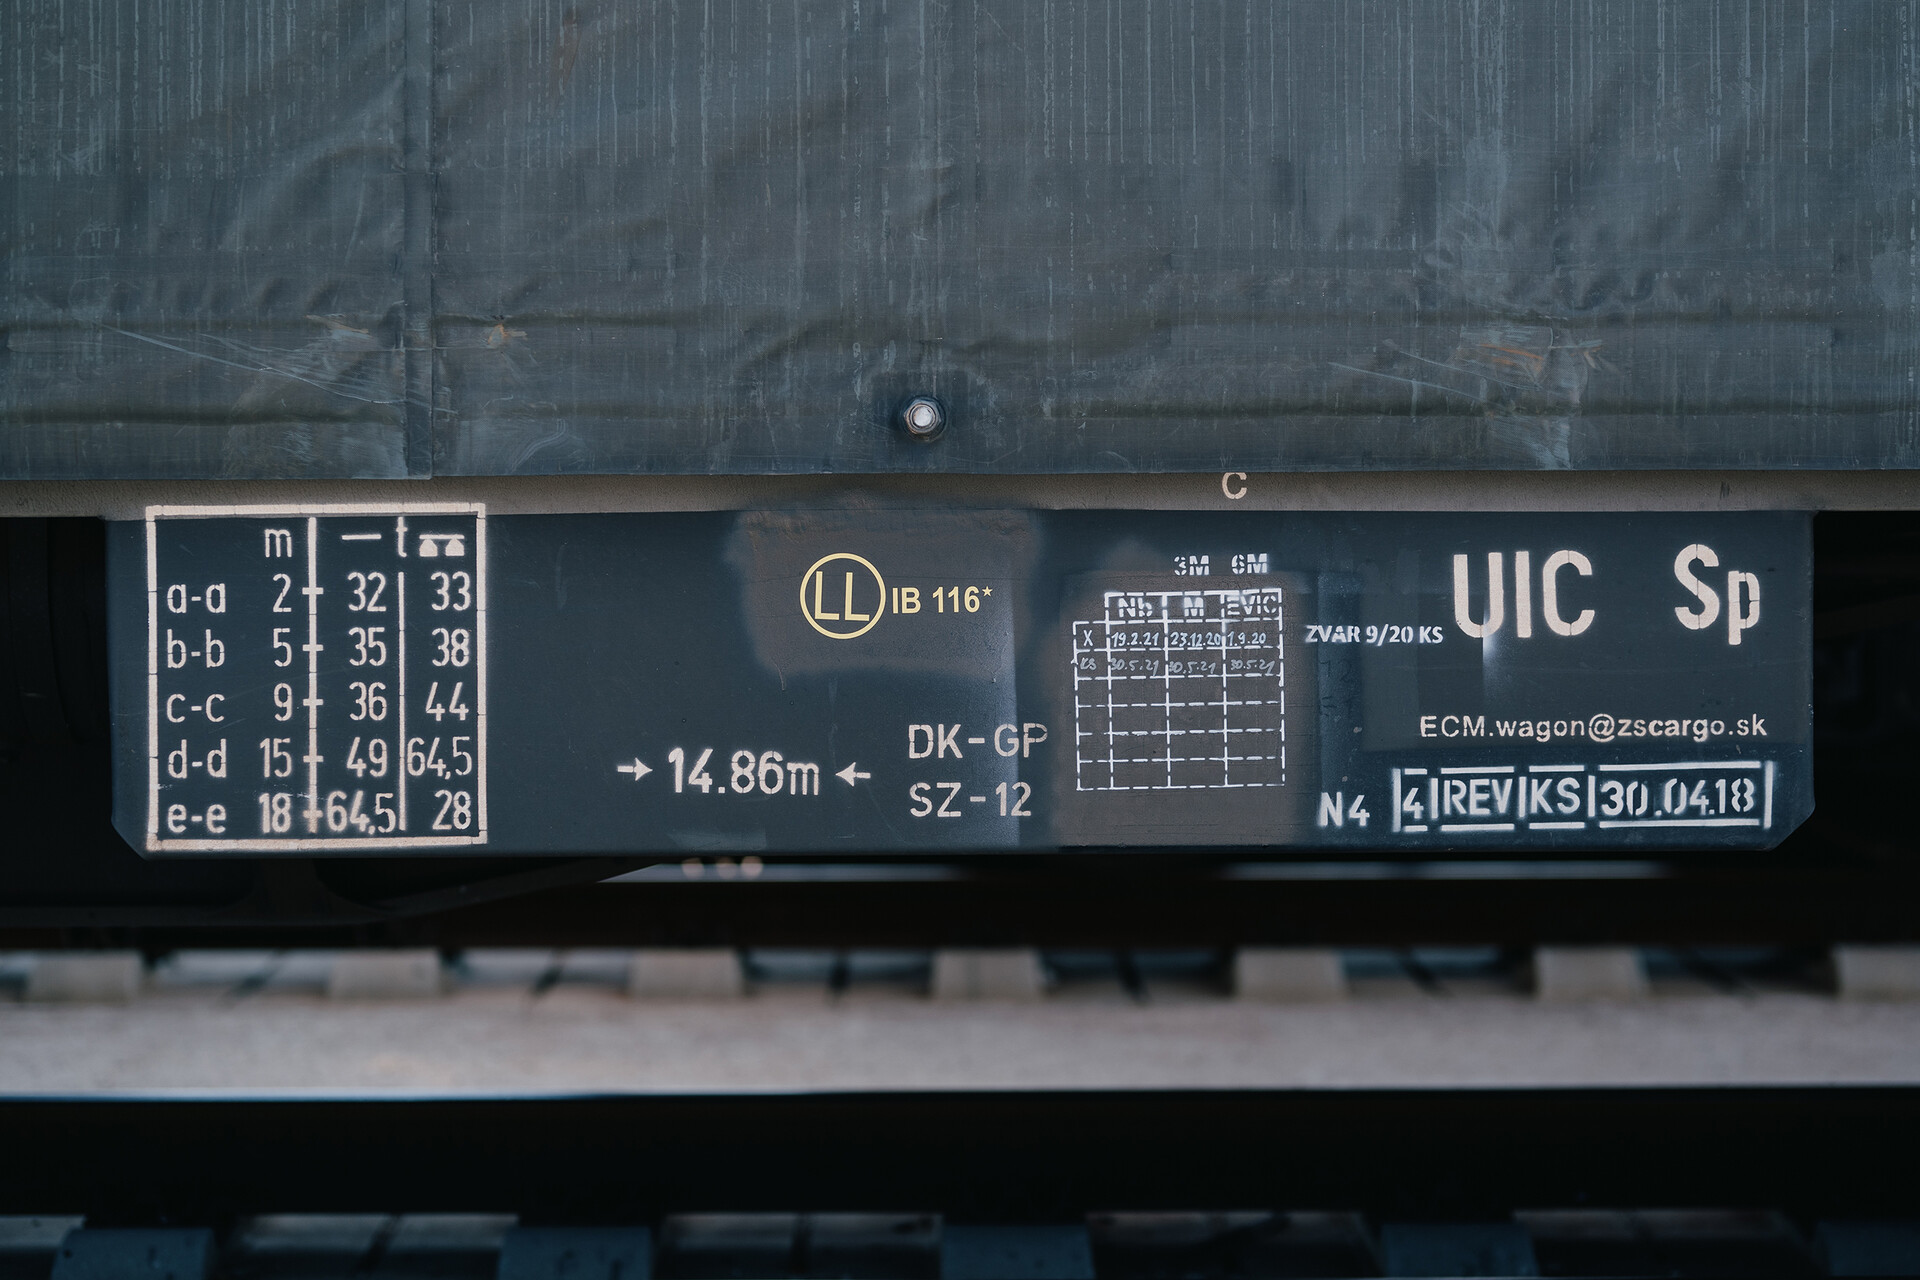 C
m — t
a-a 2 32 33
b-b 5 35 38
c-c 9 36 44
d-d 15 49 64,5
e-e 18 64,5 28
→ 14.86m ←
LL IB 116*
DK-GP
SZ-12
3M 6M
Nb M EVIC
X 19.2.21 23.12.20 1.9.20
KS 30.5.21 30.5.21 30.5.21
ZVAR 9/20 KS
UIC Sp
ECM.wagon@zscargo.sk
N4 4 REV KS 30.04.18